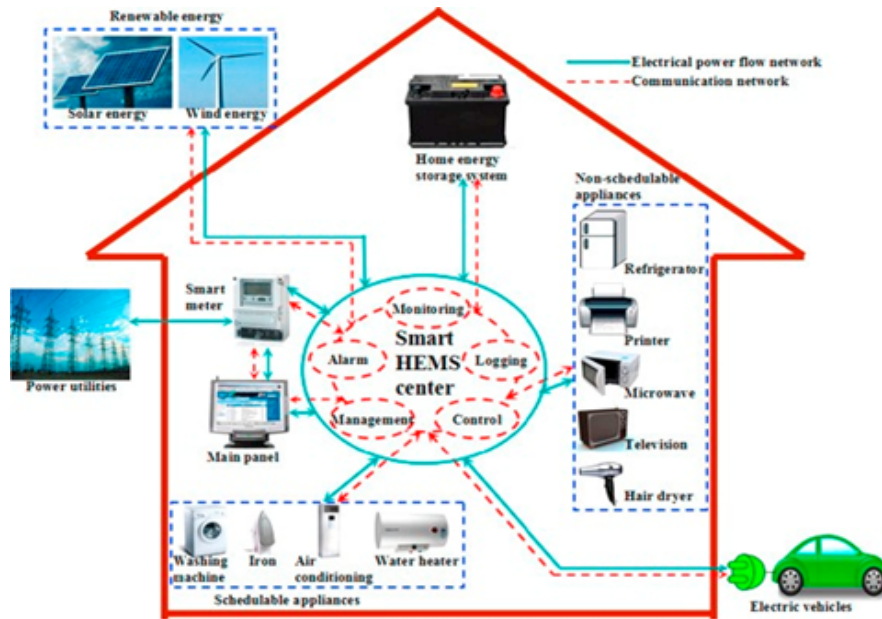 Renewable energy
Solar energy
Wind energy
Electrical power flow network
Communication network
Home energy
storage system
Non-schedulable
appliances
Refrigerator
Printer
Microwave
Television
Hair dryer
Smart
meter
Power utilities
Main panel
Monitoring
Alarm
Smart
HEMS
center
Logging
Management
Control
Washing
machine
Iron
Air
conditioning
Water heater
Schedulable appliances
Electric vehicles